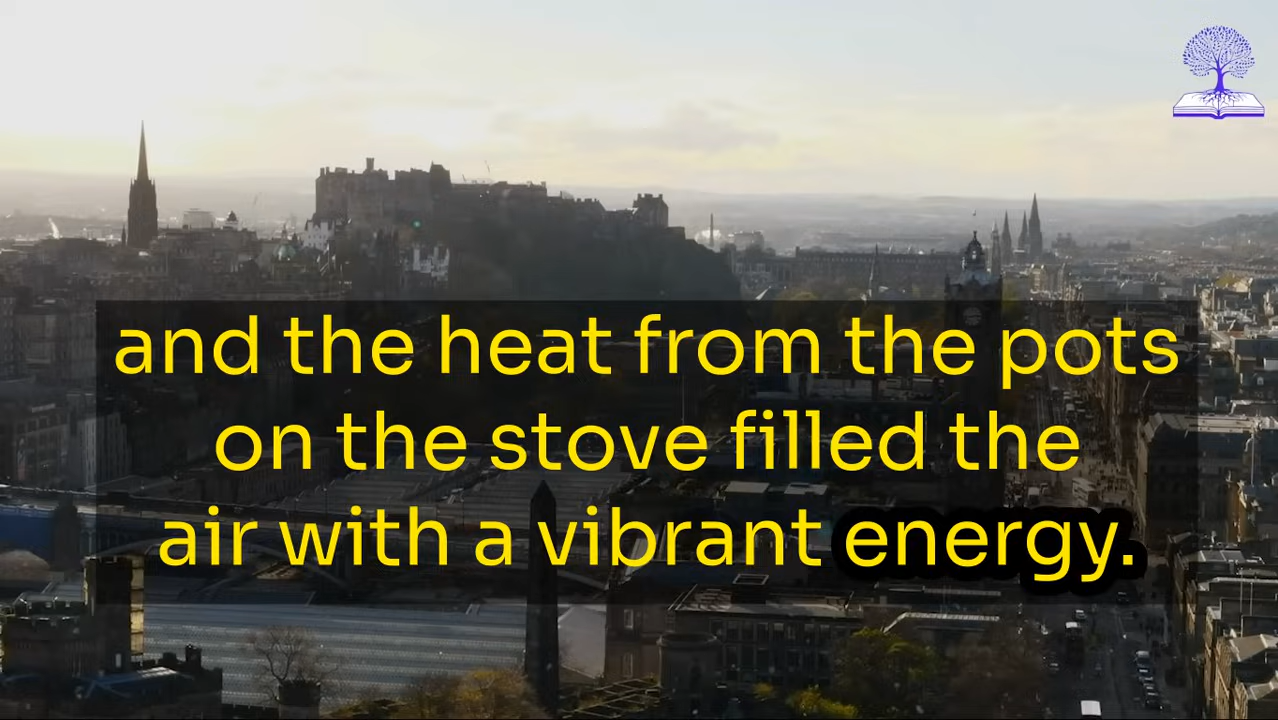 and the heat from the pots
on the stove filled the
air with a vibrant energy.